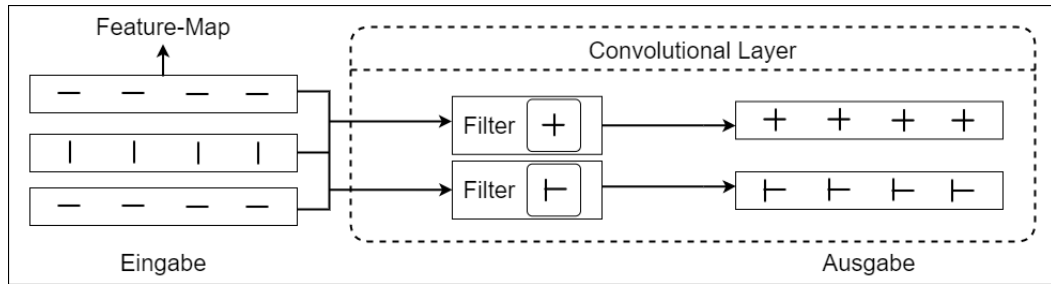 Feature-Map
Convolutional Layer
Filter
Filter
Eingabe
Ausgabe